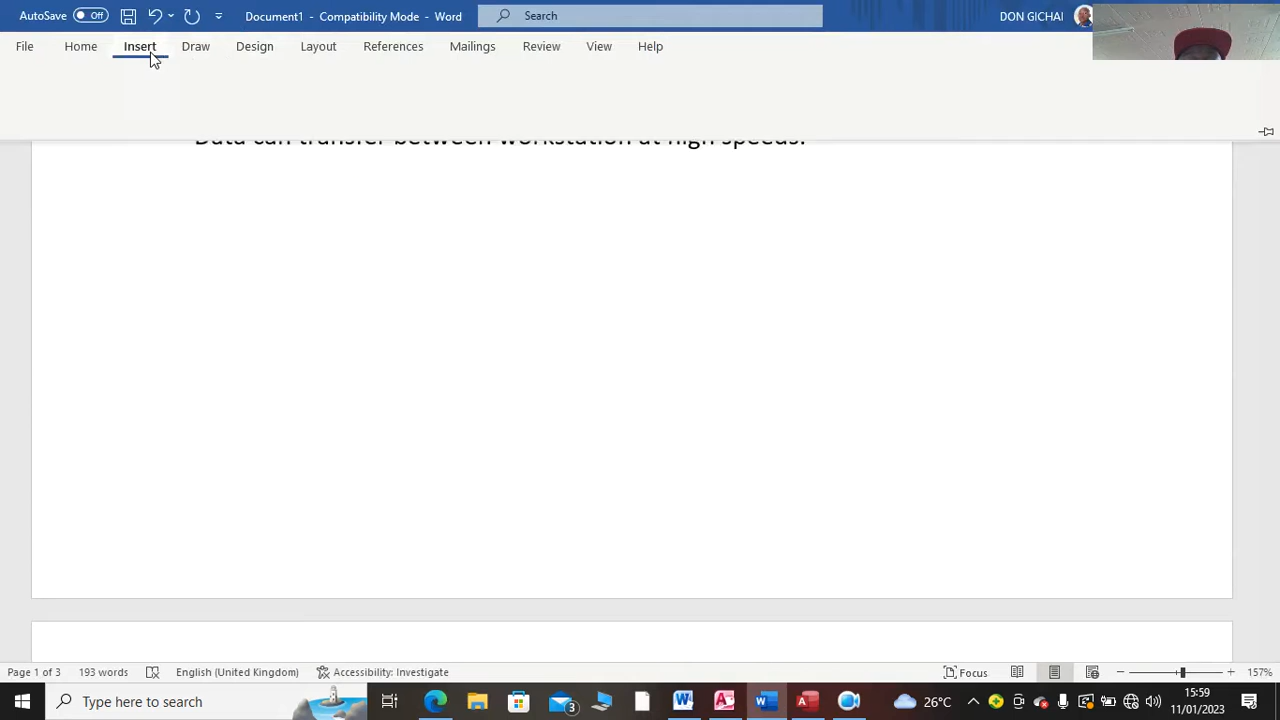 AutoSave Off Document1 - Compatibility Mode - Word Search DON GICHAI
File Home Insert Draw Design Layout References Mailings Review View Help
Data can transfer between workstation at high speeds.
Page 1 of 3 193 words English (United Kingdom) Accessibility: Investigate Focus 157%
Type here to search 3 26°C 15:59
11/01/2023